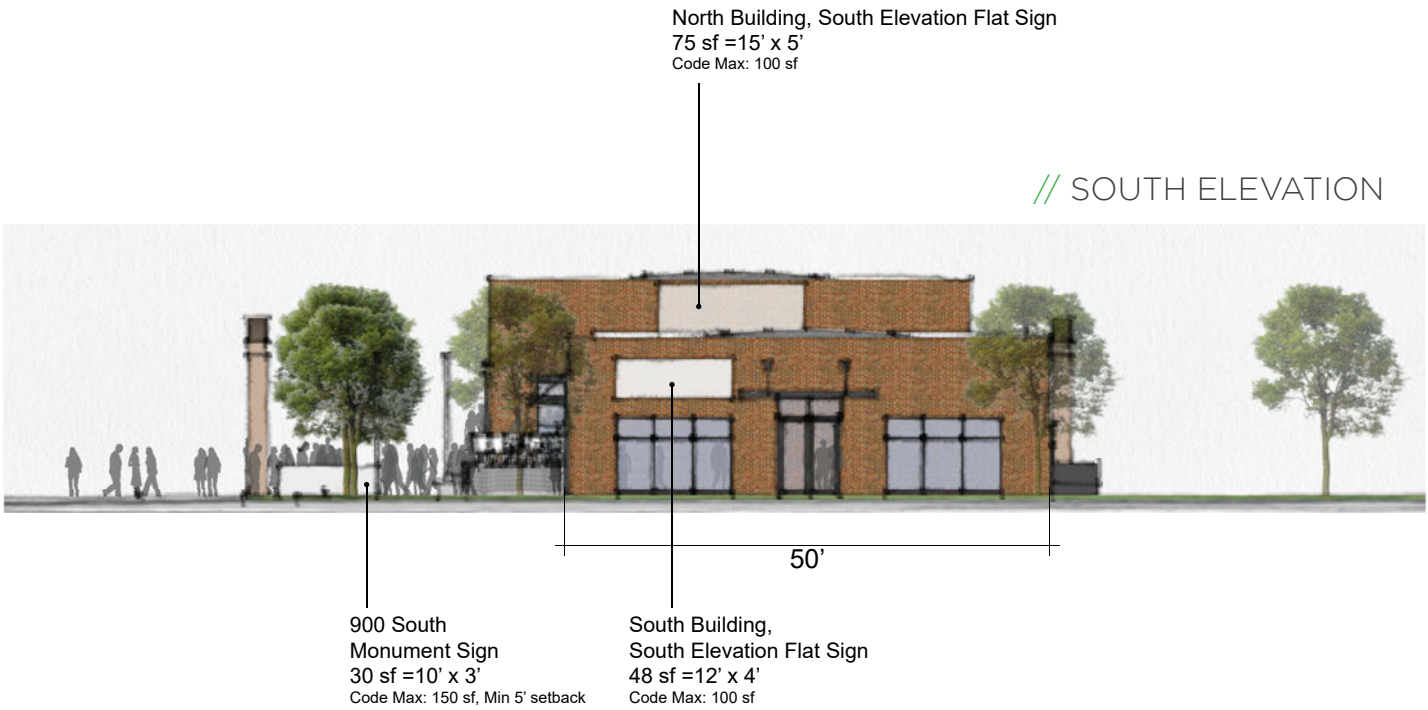 North Building, South Elevation Flat Sign
75 sf =15’ x 5’
Code Max: 100 sf
// SOUTH ELEVATION
50’
900 South
Monument Sign
30 sf =10’ x 3’
Code Max: 150 sf, Min 5’ setback
South Building,
South Elevation Flat Sign
48 sf =12’ x 4’
Code Max: 100 sf